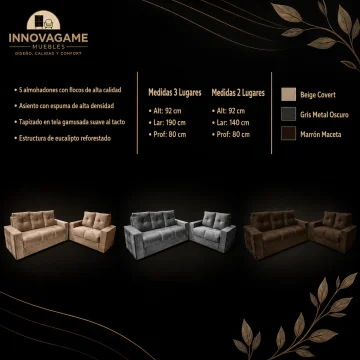 INNOVAGAME
MUEBLES
DISEÑO, CALIDAD Y CONFORT
• 5 almohadones con flocos de alta calidad
• Asiento con espuma de alta densidad
• Tapizado en tela gamusada suave al tacto
• Estructura de eucalipto reforestado
Medidas 3 Lugares
• Alt: 92 cm
• Lar: 190 cm
• Prof: 80 cm
Medidas 2 Lugares
• Alt: 92 cm
• Lar: 140 cm
• Prof: 80 cm
Beige Covert
Gris Metal Oscuro
Marrón Maceta